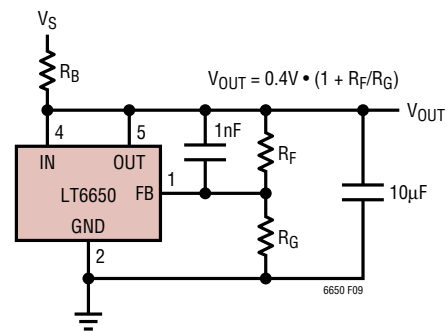 VS
RB
VOUT = 0.4V • (1 + RF/RG)
VOUT
4
5
1nF
IN
OUT
RF
1
LT6650
FB
10µF
GND
RG
2
6650 F09